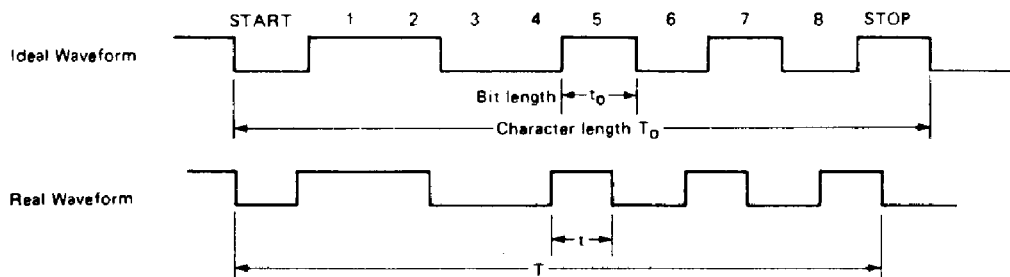 START 1 2 3 4 5 6 7 8 STOP
Ideal Waveform
Bit length t₀
Character length T₀
Real Waveform
t
T